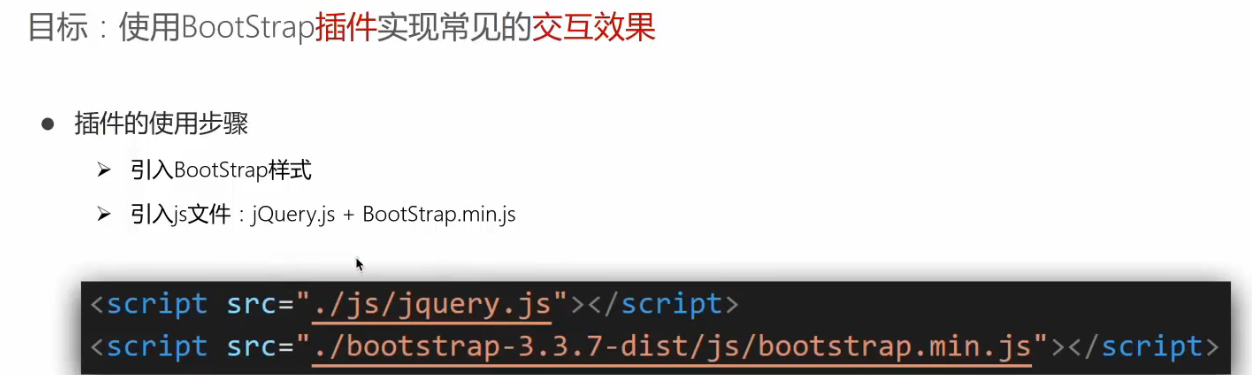 目标：使用BootStrap插件实现常见的交互效果
● 插件的使用步骤
➢ 引入BootStrap样式
➢ 引入js文件：jQuery.js + BootStrap.min.js
<script src="./js/jquery.js"></script>
<script src="./bootstrap-3.3.7-dist/js/bootstrap.min.js"></script>